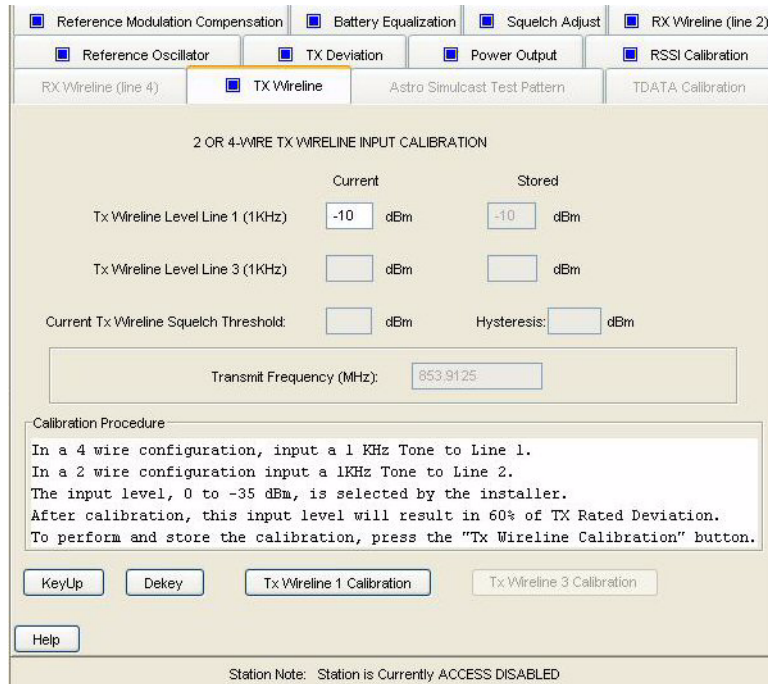 Reference Modulation Compensation Battery Equalization Squelch Adjust RX Wireline (line 2)
Reference Oscillator TX Deviation Power Output RSSI Calibration
RX Wireline (line 4) TX Wireline Astro Simulcast Test Pattern TDATA Calibration
2 OR 4-WIRE TX WIRELINE INPUT CALIBRATION
Current Stored
Tx Wireline Level Line 1 (1KHz) -10 dBm -10 dBm
Tx Wireline Level Line 3 (1KHz) dBm dBm
Current Tx Wireline Squelch Threshold: dBm Hysteresis: dBm
Transmit Frequency (MHz): 853.9125
Calibration Procedure
In a 4 wire configuration, input a 1 KHz Tone to Line 1.
In a 2 wire configuration input a 1KHz Tone to Line 2.
The input level, 0 to -35 dBm, is selected by the installer.
After calibration, this input level will result in 60% of TX Rated Deviation.
To perform and store the calibration, press the "Tx Wireline Calibration" button.
KeyUp Dekey Tx Wireline 1 Calibration Tx Wireline 3 Calibration
Help
Station Note: Station is Currently ACCESS DISABLED